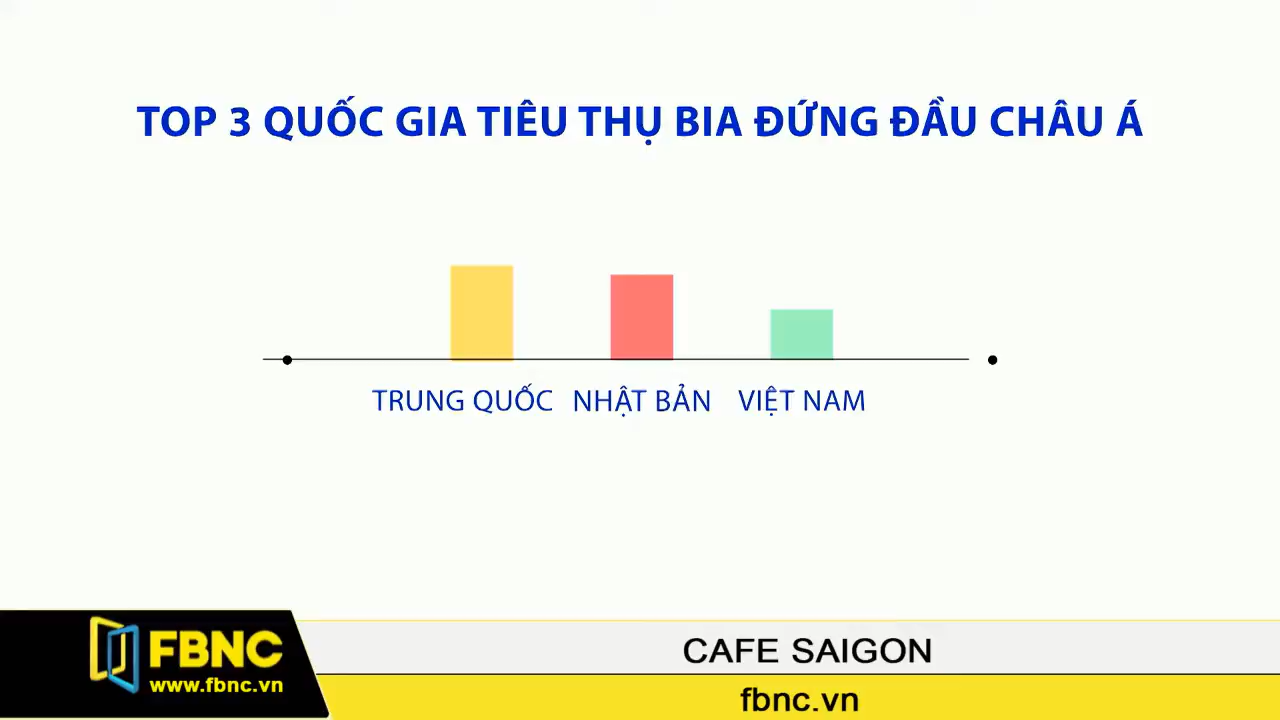 TOP 3 QUỐC GIA TIÊU THỤ BIA ĐỨNG ĐẦU CHÂU Á
TRUNG QUỐC NHẬT BẢN VIỆT NAM
FBNC
www.fbnc.vn
CAFE SAIGON
fbnc.vn